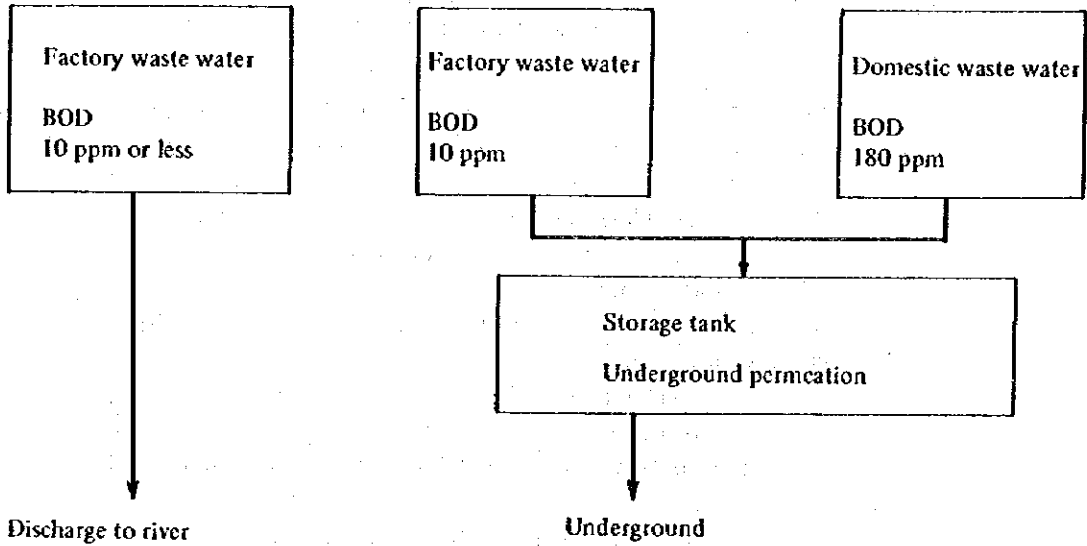 Factory waste water
BOD
10 ppm or less
Factory waste water
BOD
10 ppm
Domestic waste water
BOD
180 ppm
Storage tank
Underground permeation
Discharge to river
Underground